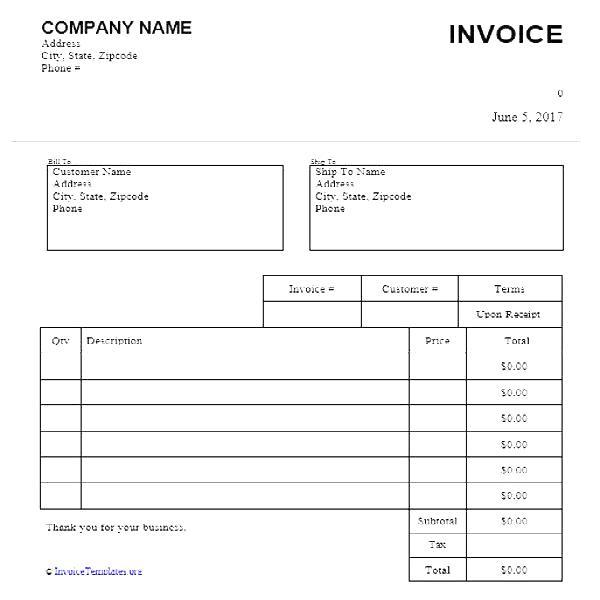 COMPANY NAME
Address
City, State, Zipcode
Phone #
INVOICE
0
June 5, 2017
Bill To
Customer Name
Address
City, State, Zipcode
Phone
Ship To
Ship To Name
Address
City, State, Zipcode
Phone
Invoice # Customer # Terms
Upon Receipt
Qty Description Price Total
$0.00
$0.00
$0.00
$0.00
$0.00
$0.00
Thank you for your business.
Subtotal $0.00
Tax
Total $0.00
© InvoiceTemplates.org